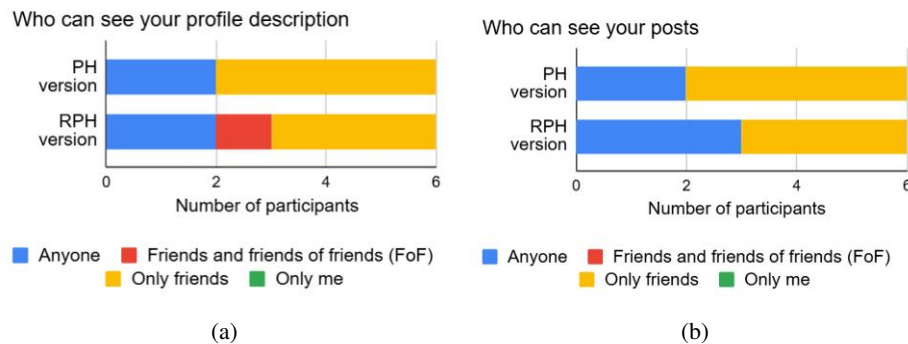 Who can see your profile description
PH
version
RPH
version
0 2 4 6
Number of participants
Anyone Friends and friends of friends (FoF)
Only friends Only me
(a)
Who can see your posts
PH
version
RPH
version
0 2 4 6
Number of participants
Anyone Friends and friends of friends (FoF)
Only friends Only me
(b)